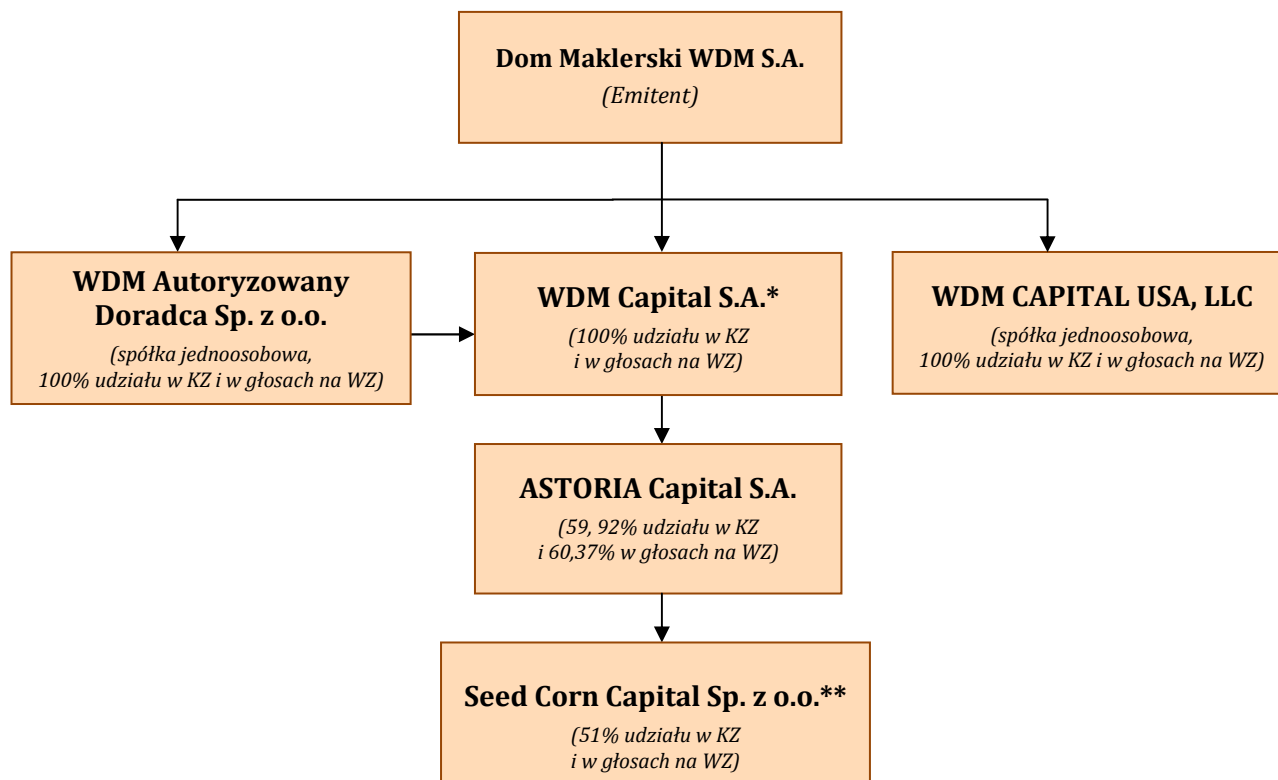 Dom Maklerski WDM S.A.
(Emitent)
WDM Autoryzowany
Doradca Sp. z o.o.
(spółka jednoosobowa,
100% udziału w KZ i w głosach na WZ)
WDM Capital S.A.*
(100% udziału w KZ
i w głosach na WZ)
WDM CAPITAL USA, LLC
(spółka jednoosobowa,
100% udziału w KZ i w głosach na WZ)
ASTORIA Capital S.A.
(59, 92% udziału w KZ
i 60,37% w głosach na WZ)
Seed Corn Capital Sp. z o.o.**
(51% udziału w KZ
i w głosach na WZ)